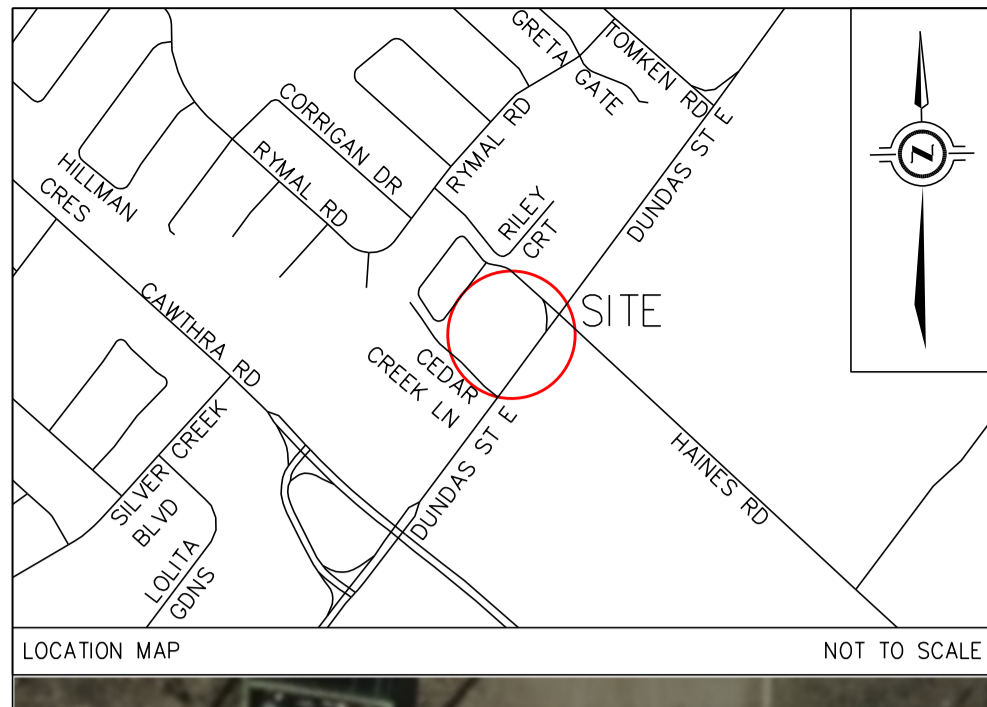 GRETA GATE
TOMKEN RD
CORRIGAN DR
RYMAL RD
RYMAL RD
DUNDAS ST E
HILLMAN
CRES
RILEY
CRT
CAWTHRA RD
SITE
CEDAR
CREEK LN
SILVER CREEK
BLVD
DUNDAS ST E
HAINES RD
LOLITA
GDNS
N
LOCATION MAP
NOT TO SCALE